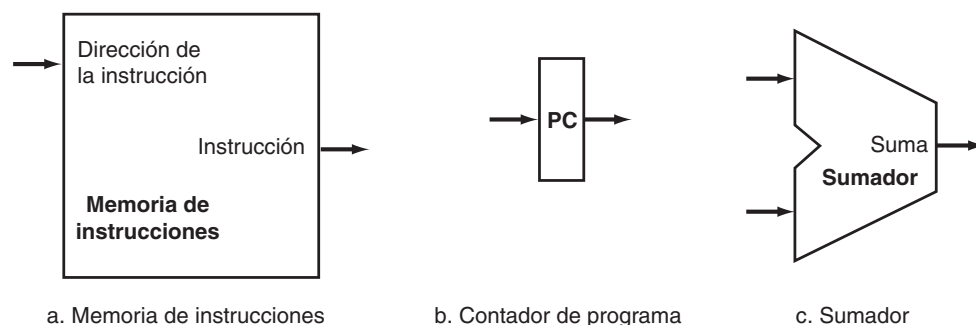 Dirección de
la instrucción
Instrucción
Memoria de
instrucciones
a. Memoria de instrucciones
PC
b. Contador de programa
Suma
Sumador
c. Sumador